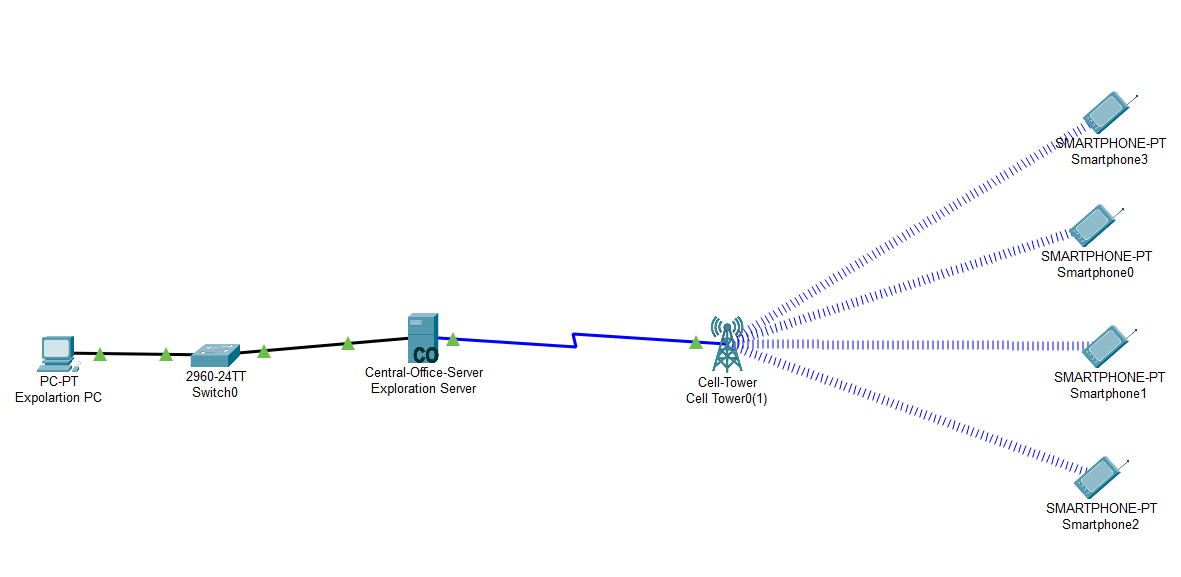 SMARTPHONE-PT
Smartphone3
SMARTPHONE-PT
Smartphone0
CO
PC-PT
Expolartion PC
2960-24TT
Switch0
Central-Office-Server
Exploration Server
Cell-Tower
Cell Tower0(1)
SMARTPHONE-PT
Smartphone1
SMARTPHONE-PT
Smartphone2